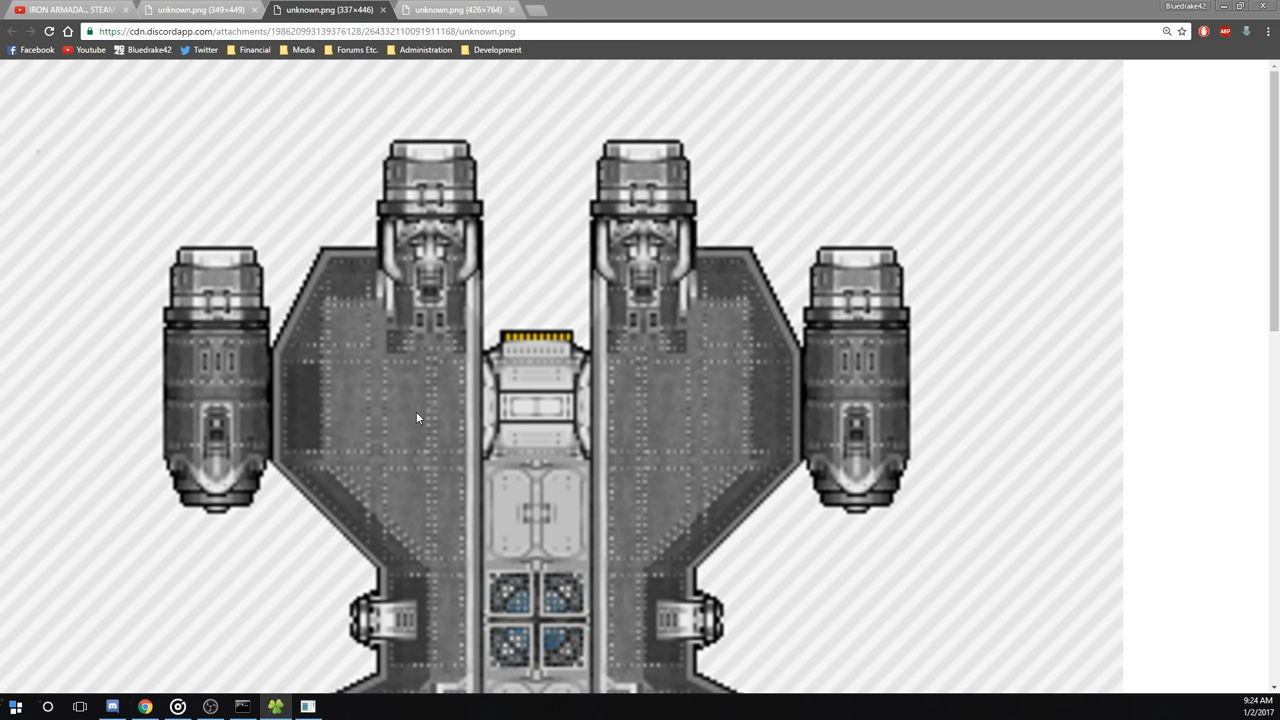 IRON ARMADA... STEAM
unknown.png (349×449)
unknown.png (337×446)
unknown.png (426×764)
Bluedrake42
https://cdn.discordapp.com/attachments/198620993139376128/264332110091911168/unknown.png
ABP
Facebook
Youtube
Bluedrake42
Twitter
Financial
Media
Forums Etc.
Administration
Development
9:24 AM
1/2/2017